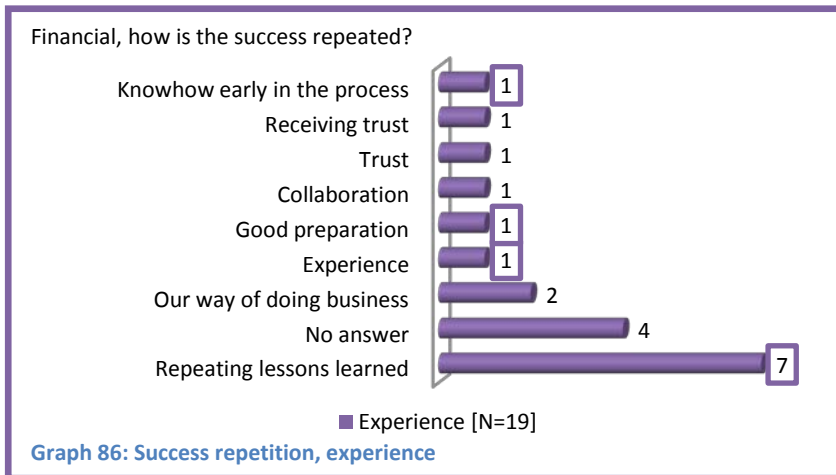 Financial, how is the success repeated?
Knowhow early in the process 1
Receiving trust 1
Trust 1
Collaboration 1
Good preparation 1
Experience 1
Our way of doing business 2
No answer 4
Repeating lessons learned 7
Experience [N=19]
Graph 86: Success repetition, experience